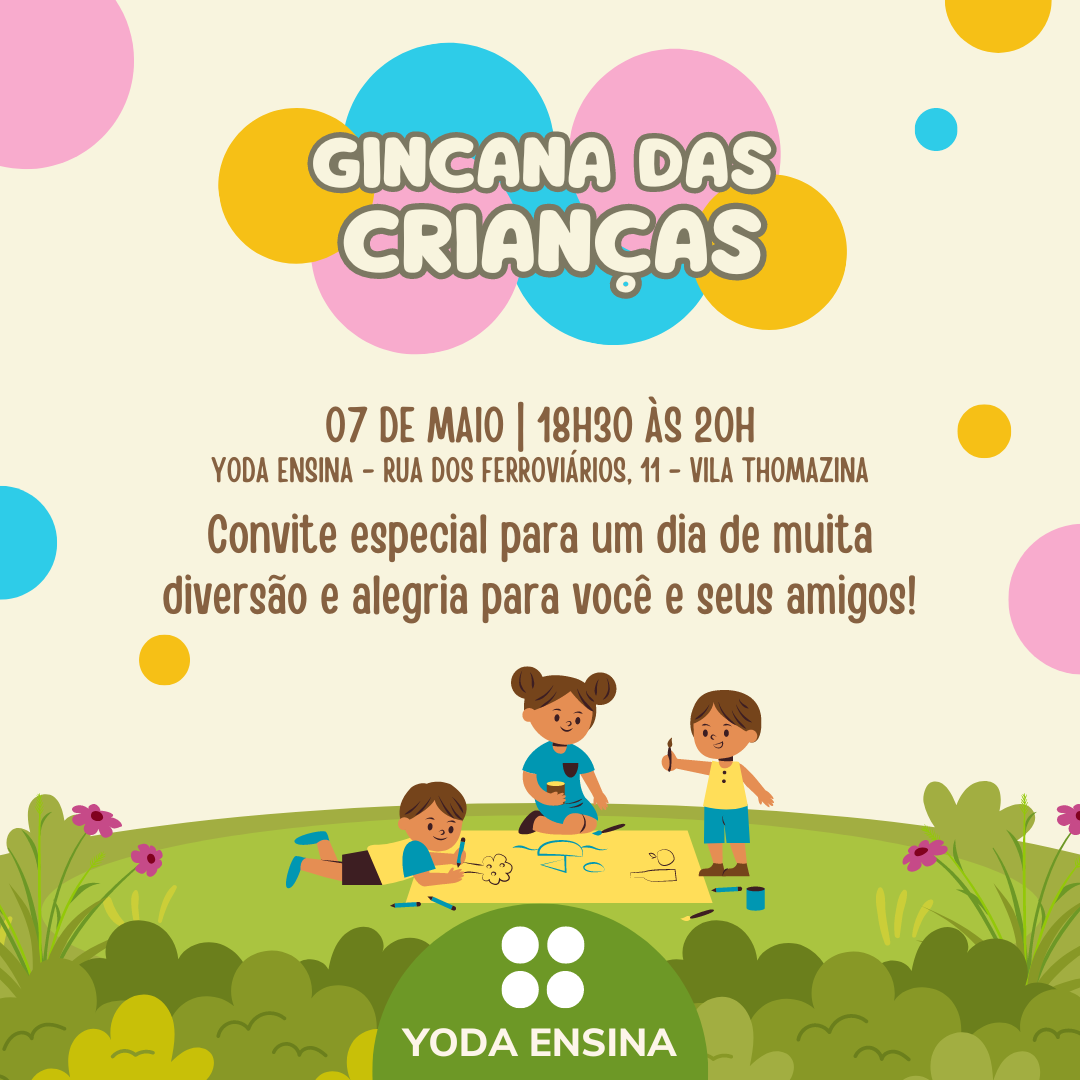 GINCANA DAS
CRIANÇAS
07 DE MAIO | 18H30 ÀS 20H
YODA ENSINA - RUA DOS FERROVIÁRIOS, 11 - VILA THOMAZINA
Convite especial para um dia de muita
diversão e alegria para você e seus amigos!
YODA ENSINA